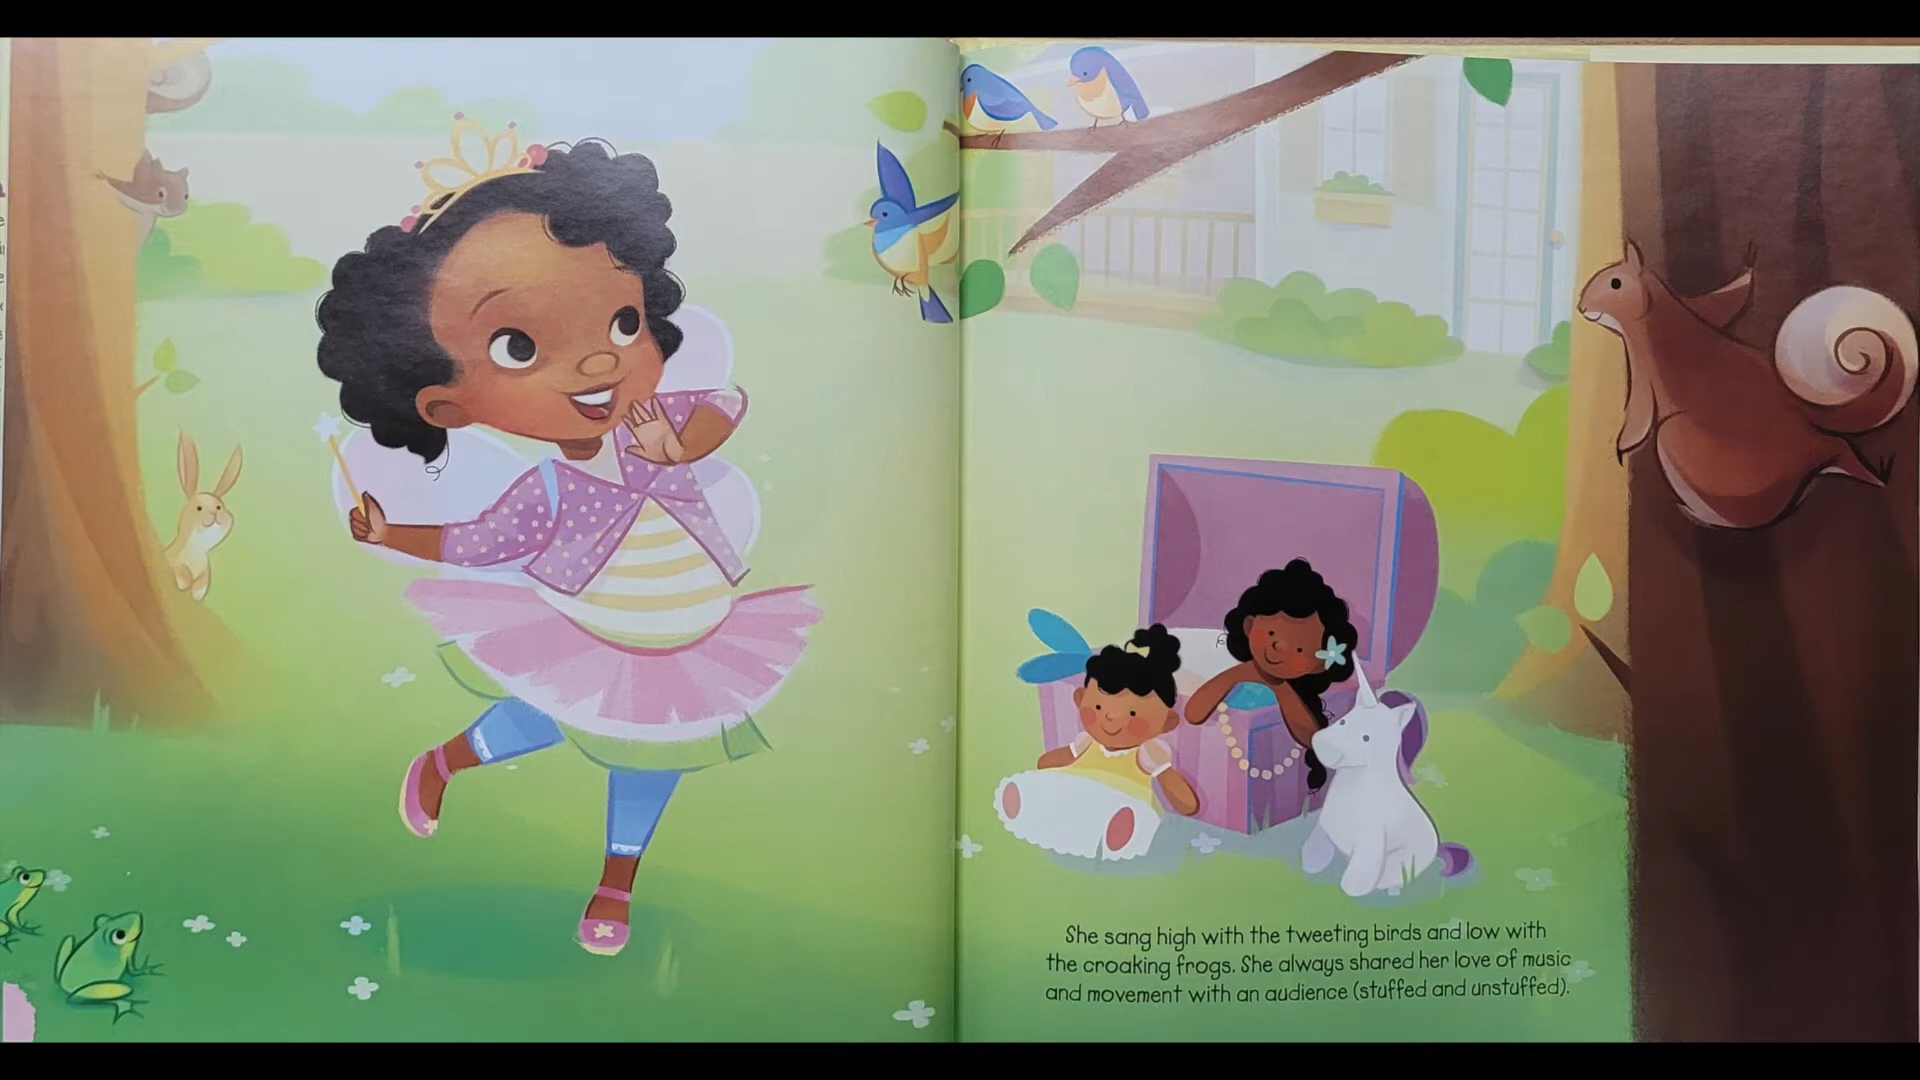 She sang high with the tweeting birds and low with
the croaking frogs. She always shared her love of music
and movement with an audience (stuffed and unstuffed).